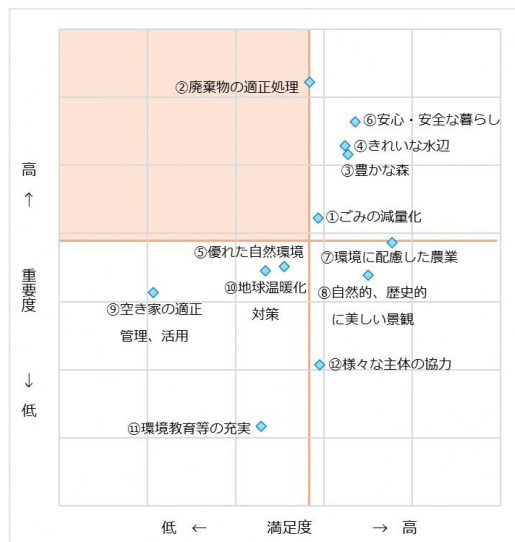 ②廃棄物の適正処理
⑥安心・安全な暮らし
④きれいな水辺
③豊かな森
①ごみの減量化
⑤優れた自然環境
⑦環境に配慮した農業
⑩地球温暖化
対策
⑧自然的、歴史的
に美しい景観
⑨空き家の適正
管理、活用
⑫様々な主体の協力
⑪環境教育等の充実
高
↑
重要度
↓
低
低 ← 満足度 → 高